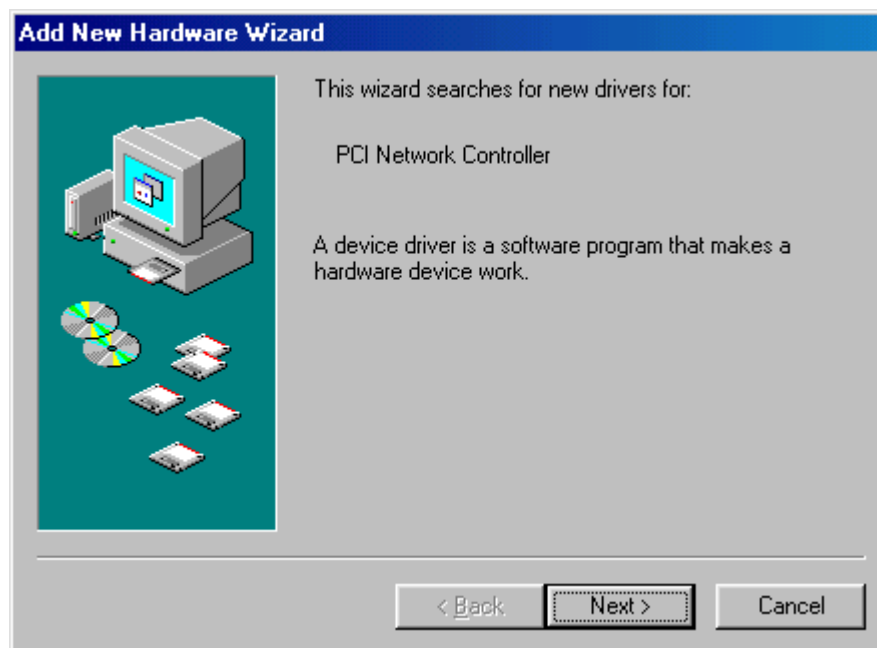 Add New Hardware Wizard
This wizard searches for new drivers for:
PCI Network Controller
A device driver is a software program that makes a
hardware device work.
< Back
Next >
Cancel